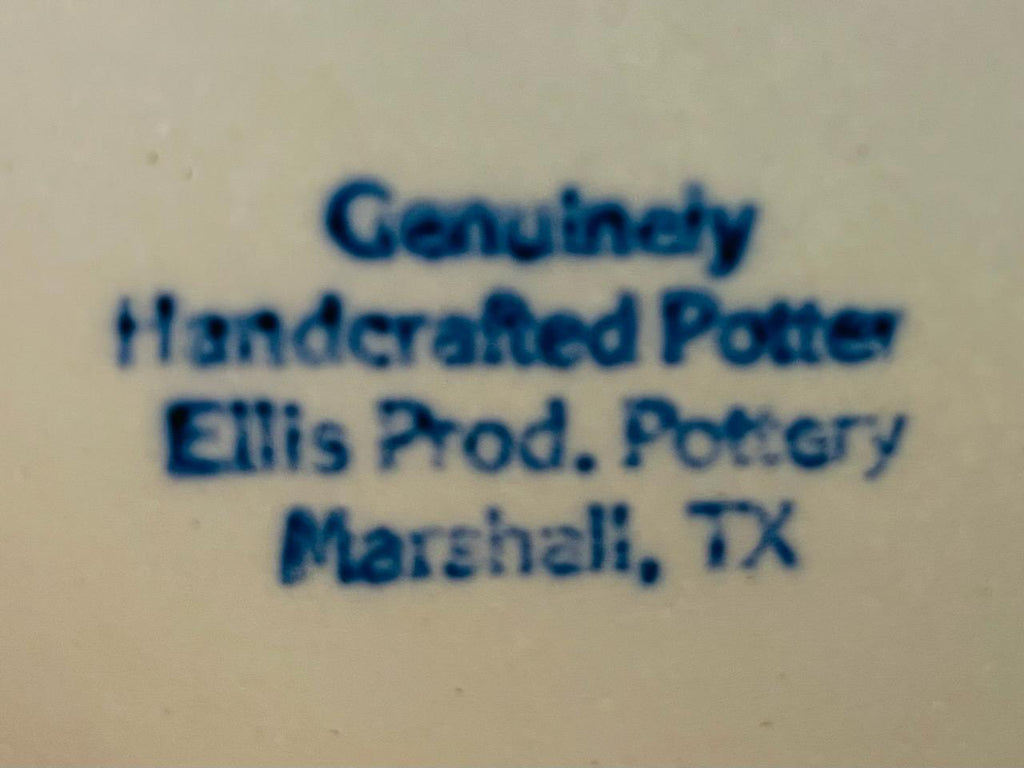 Genuinely
Handcrafted Potter
Ellis Prod. Pottery
Marshall, TX